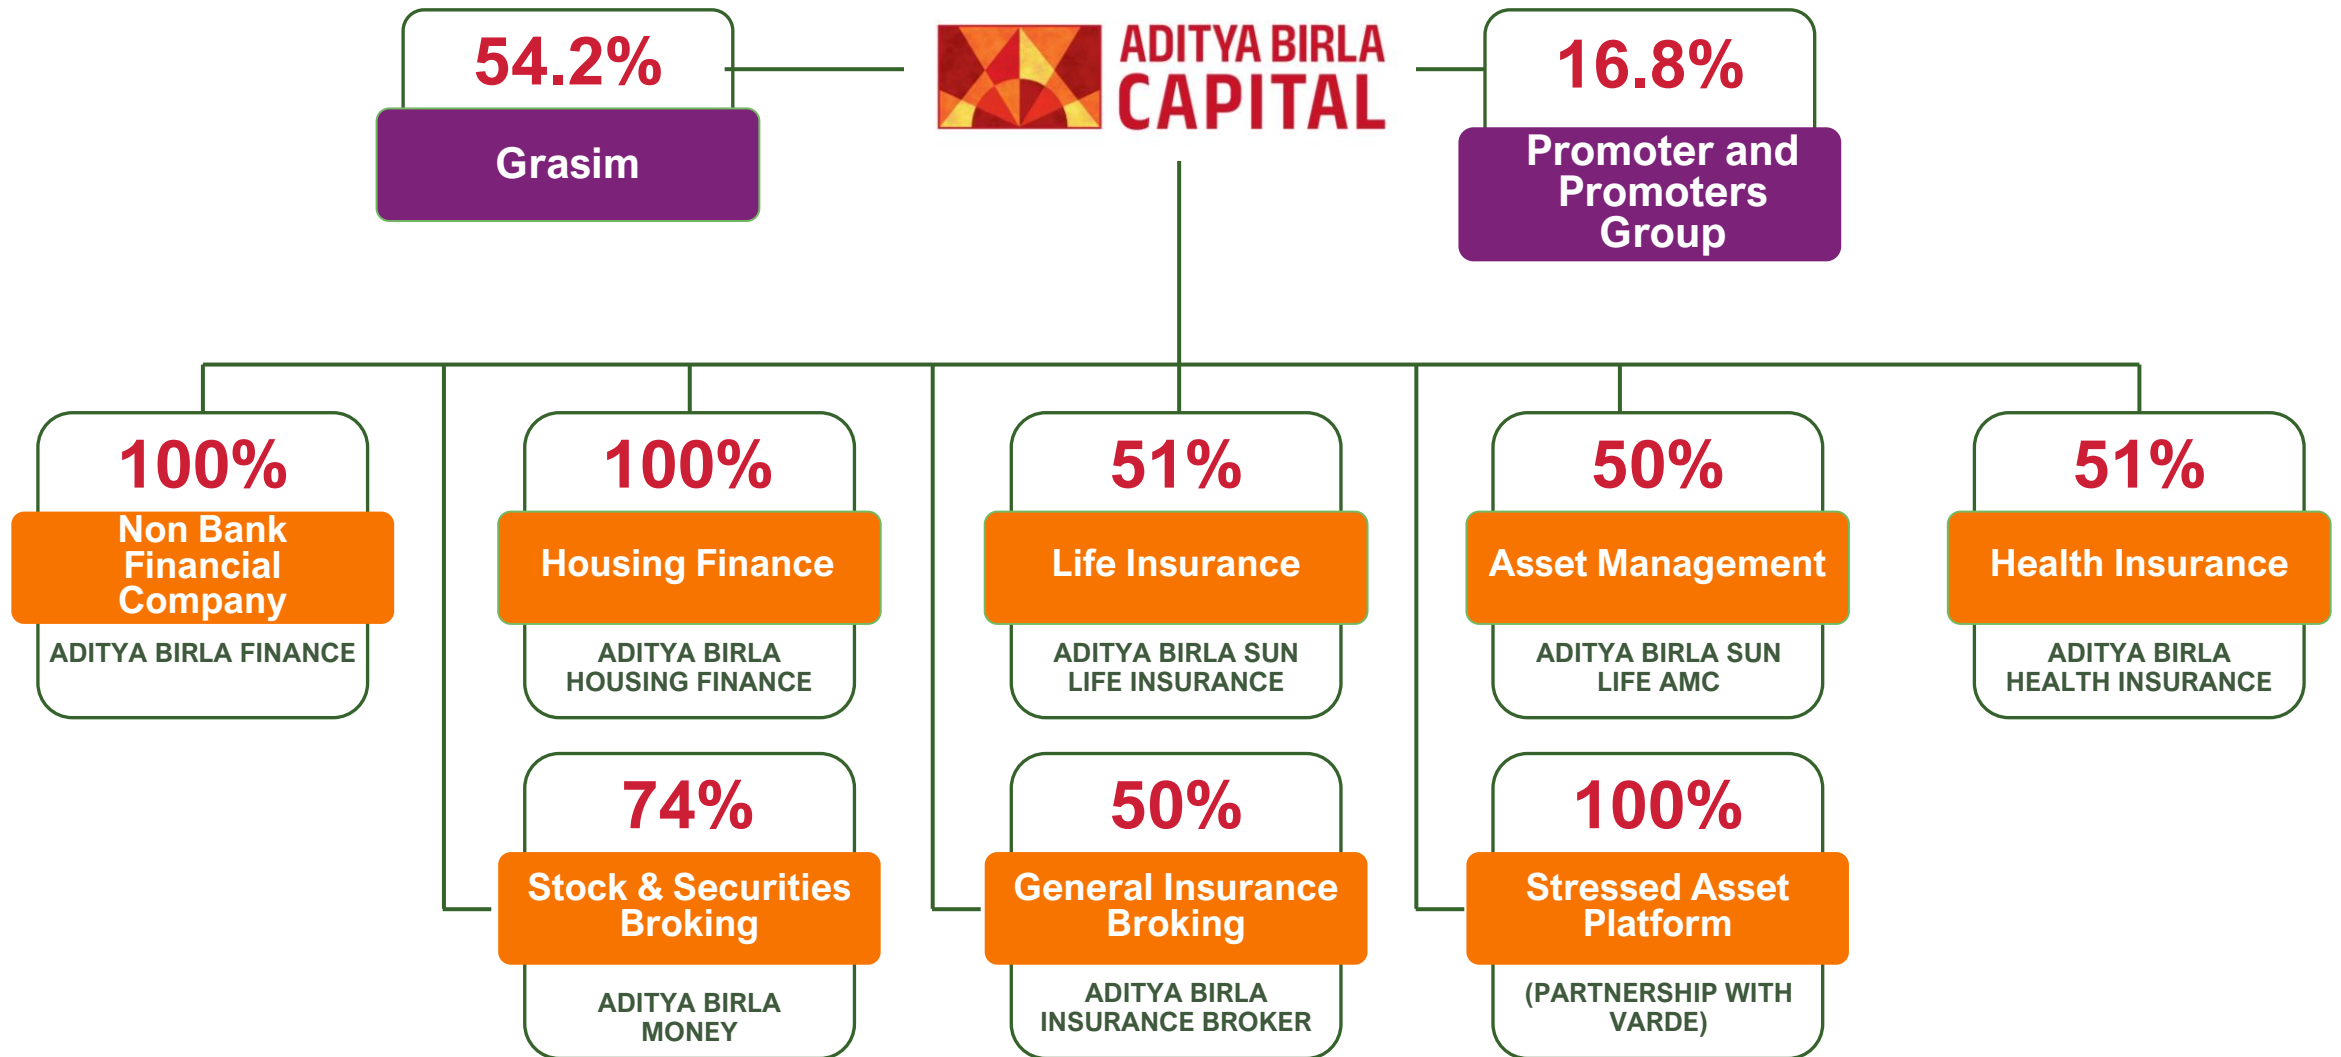 54.2%
Grasim
ADITYA BIRLA
CAPITAL
16.8%
Promoter and
Promoters
Group
100%
Non Bank
Financial
Company
ADITYA BIRLA FINANCE
100%
Housing Finance
ADITYA BIRLA
HOUSING FINANCE
51%
Life Insurance
ADITYA BIRLA SUN
LIFE INSURANCE
50%
Asset Management
ADITYA BIRLA SUN
LIFE AMC
51%
Health Insurance
ADITYA BIRLA
HEALTH INSURANCE
74%
Stock & Securities
Broking
ADITYA BIRLA
MONEY
50%
General Insurance
Broking
ADITYA BIRLA
INSURANCE BROKER
100%
Stressed Asset
Platform
(PARTNERSHIP WITH
VARDE)